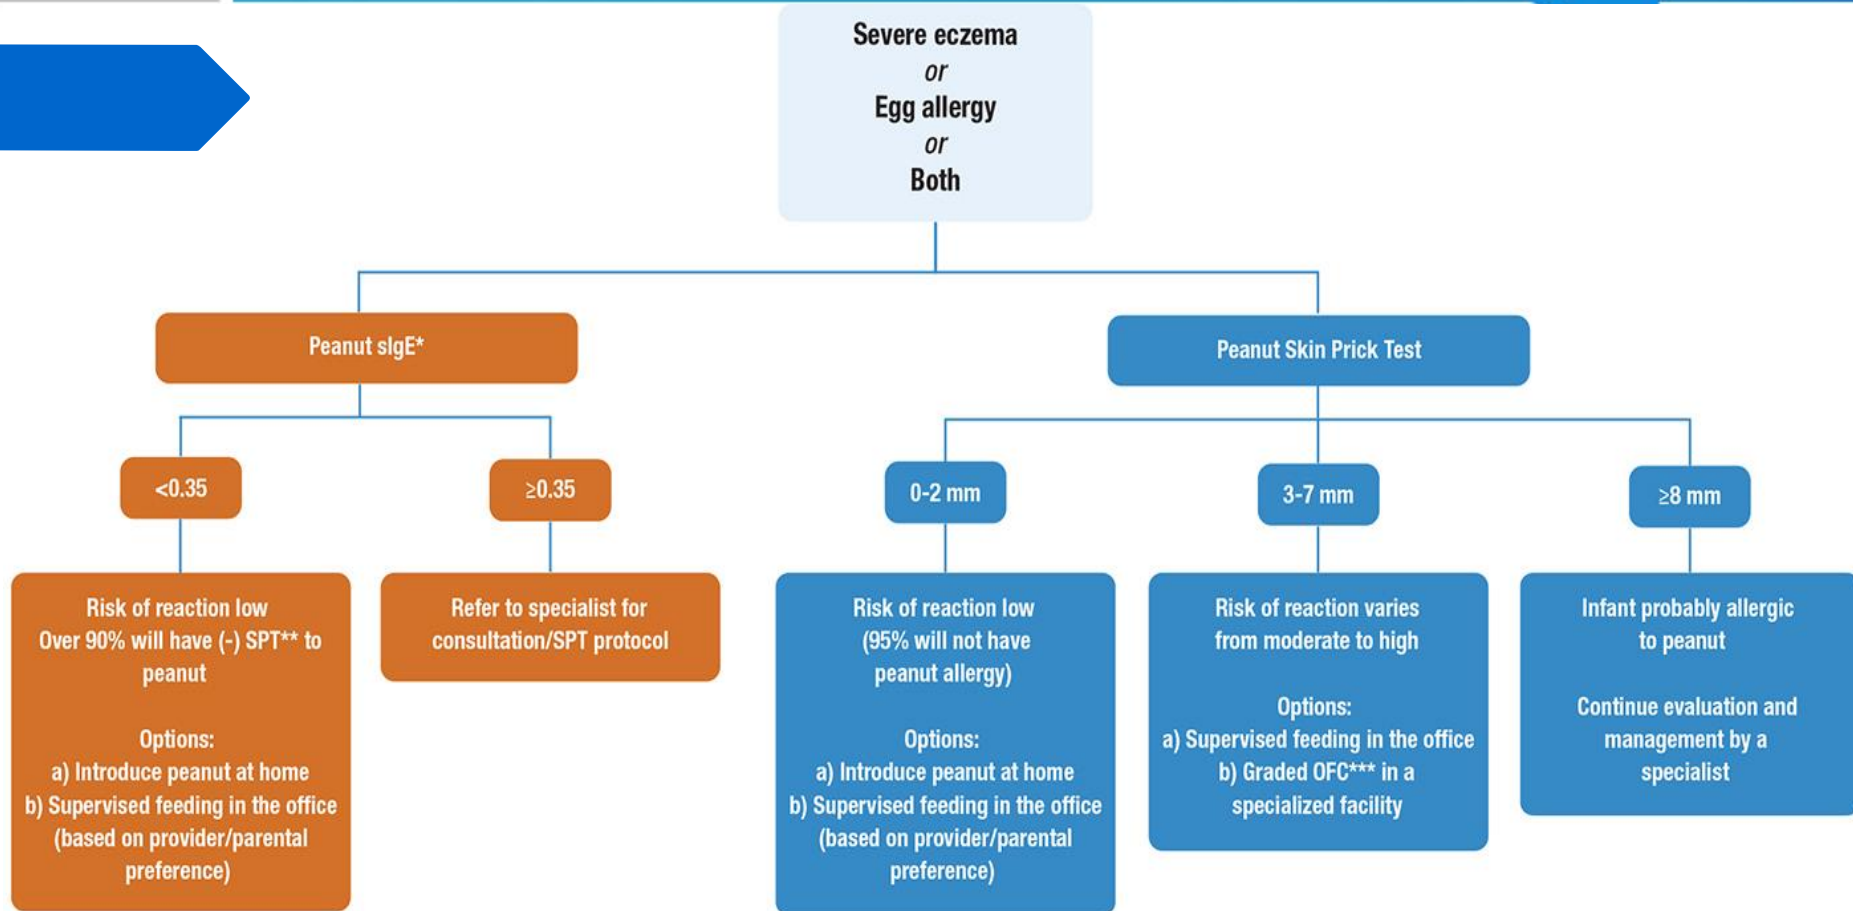 Severe eczema
or
Egg allergy
or
Both
Peanut sIgE*
Peanut Skin Prick Test
<0.35
≥0.35
0-2 mm
3-7 mm
≥8 mm
Risk of reaction low
Over 90% will have (-) SPT** to
peanut
Options:
a) Introduce peanut at home
b) Supervised feeding in the office
(based on provider/parental
preference)
Refer to specialist for
consultation/SPT protocol
Risk of reaction low
(95% will not have
peanut allergy)
Options:
a) Introduce peanut at home
b) Supervised feeding in the office
(based on provider/parental
preference)
Risk of reaction varies
from moderate to high
Options:
a) Supervised feeding in the office
b) Graded OFC*** in a
specialized facility
Infant probably allergic
to peanut
Continue evaluation and
management by a
specialist